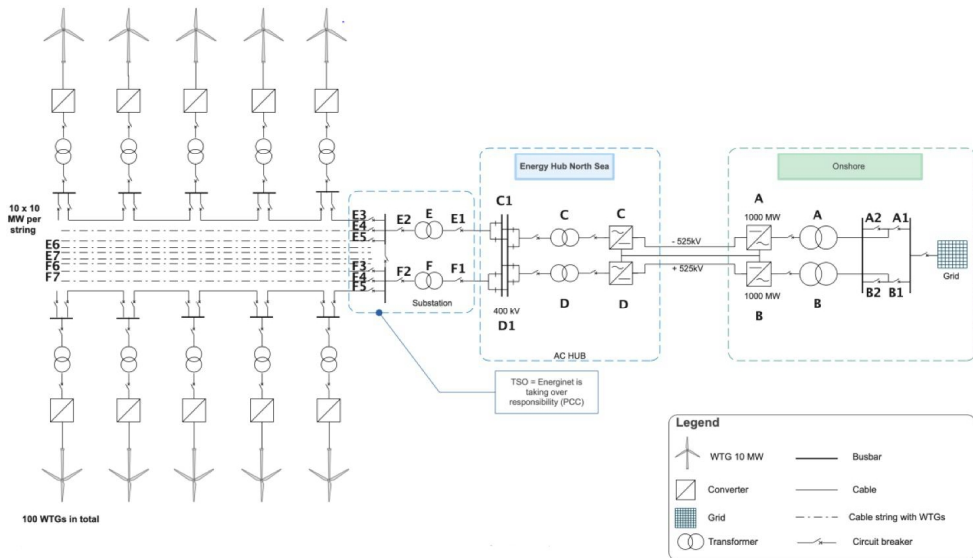 Energy Hub North Sea
Onshore
10 x 10
MW per
string
E3
E4
E5
E2
E
E1
C1
C
C
A
1000 MW
A
A2
A1
E6
E7
F6
F7
- 525kV
+ 525kV
Grid
F3
F4
F5
F2
F
F1
Substation
400 kV
D1
D
D
1000 MW
B
B
B2
B1
AC HUB
TSO = Energinet is
taking over
responsibility (PCC)
100 WTGs in total
Legend
WTG 10 MW
Busbar
Converter
Cable
Grid
Cable string with WTGs
Transformer
Circuit breaker